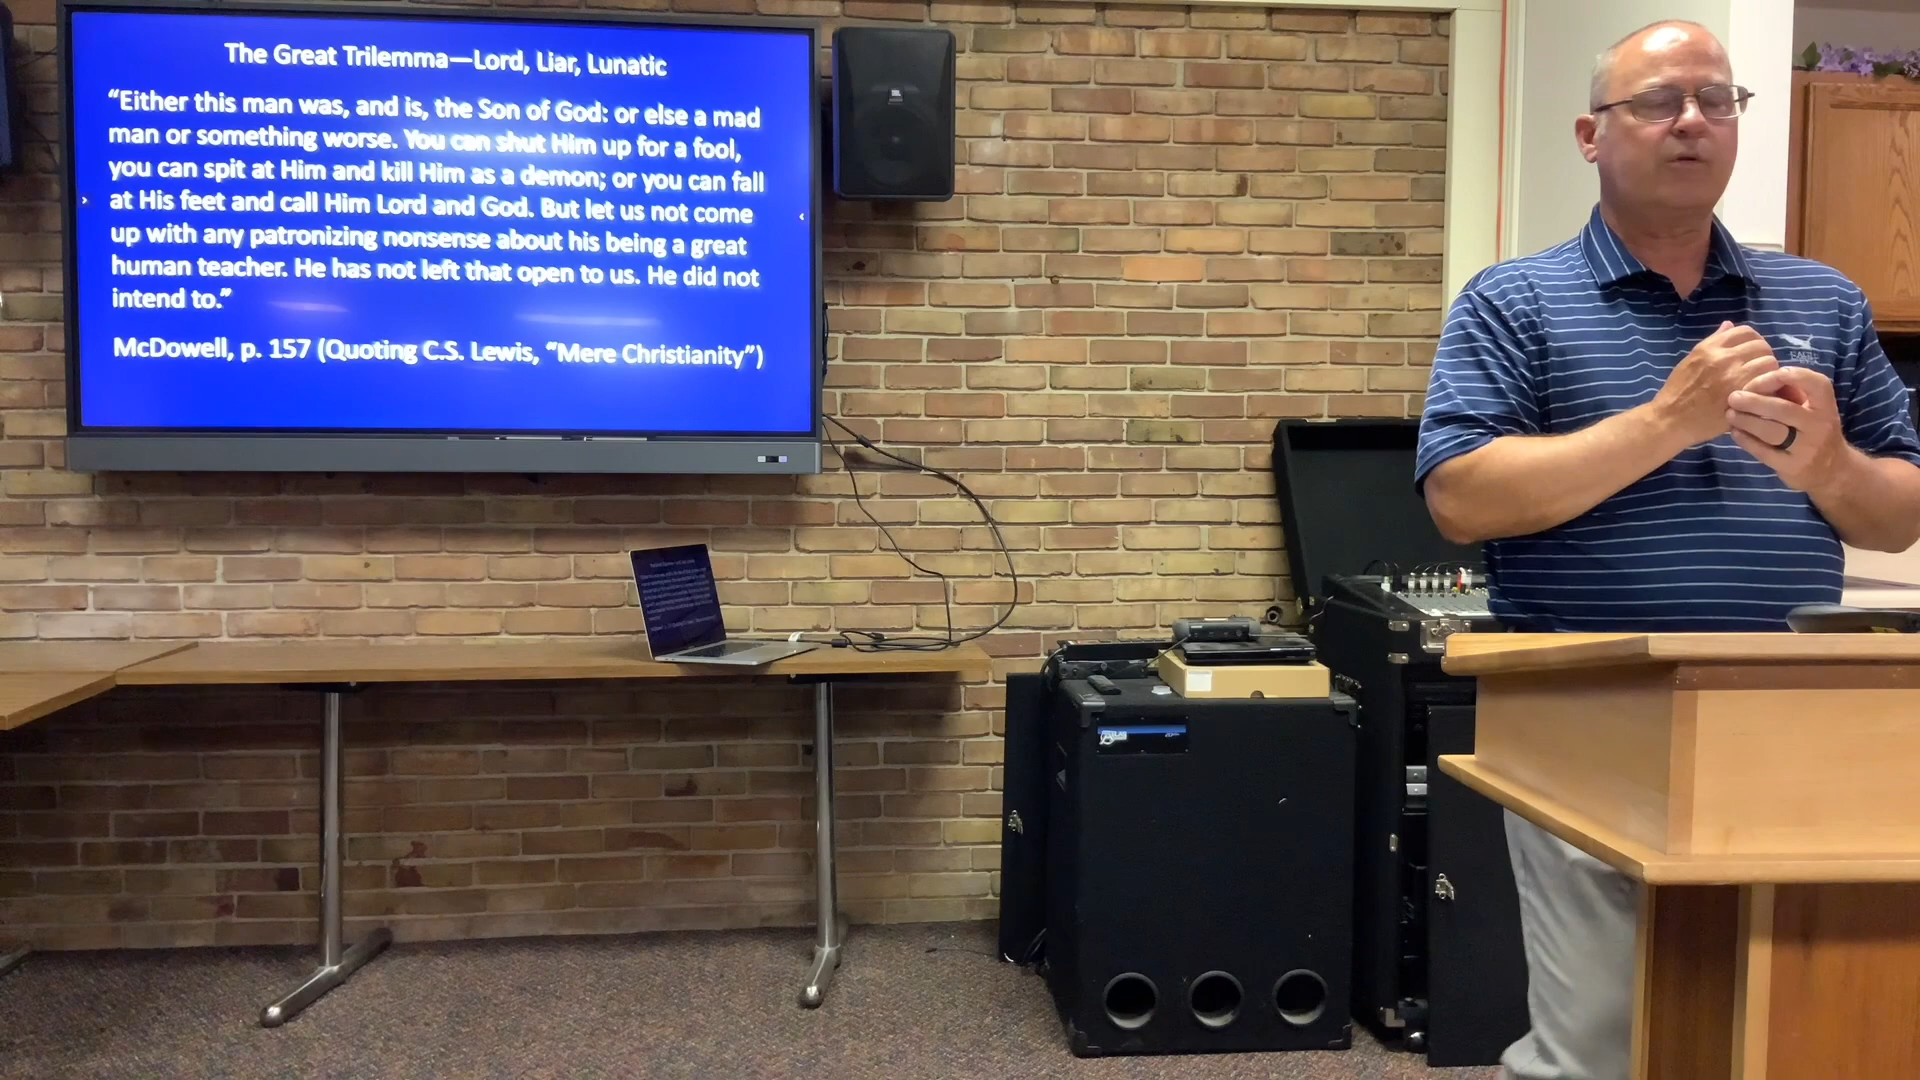 The Great Trilemma—Lord, Liar, Lunatic
“Either this man was, and is, the Son of God: or else a mad
man or something worse. You can shut Him up for a fool,
you can spit at Him and kill Him as a demon; or you can fall
at His feet and call Him Lord and God. But let us not come
up with any patronizing nonsense about his being a great
human teacher. He has not left that open to us. He did not
intend to.”
McDowell, p. 157 (Quoting C.S. Lewis, “Mere Christianity”)
JBL
EAGLE